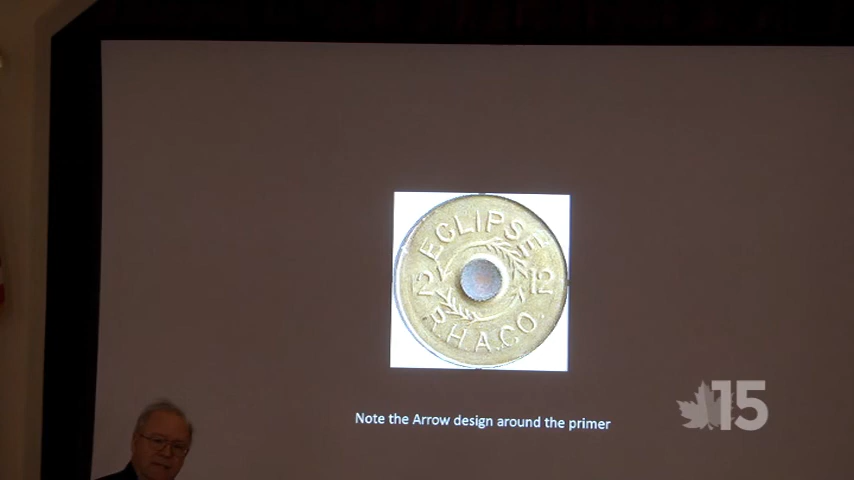 ECLIPSE
12 12
R.H.A.CO.
Note the Arrow design around the primer
15